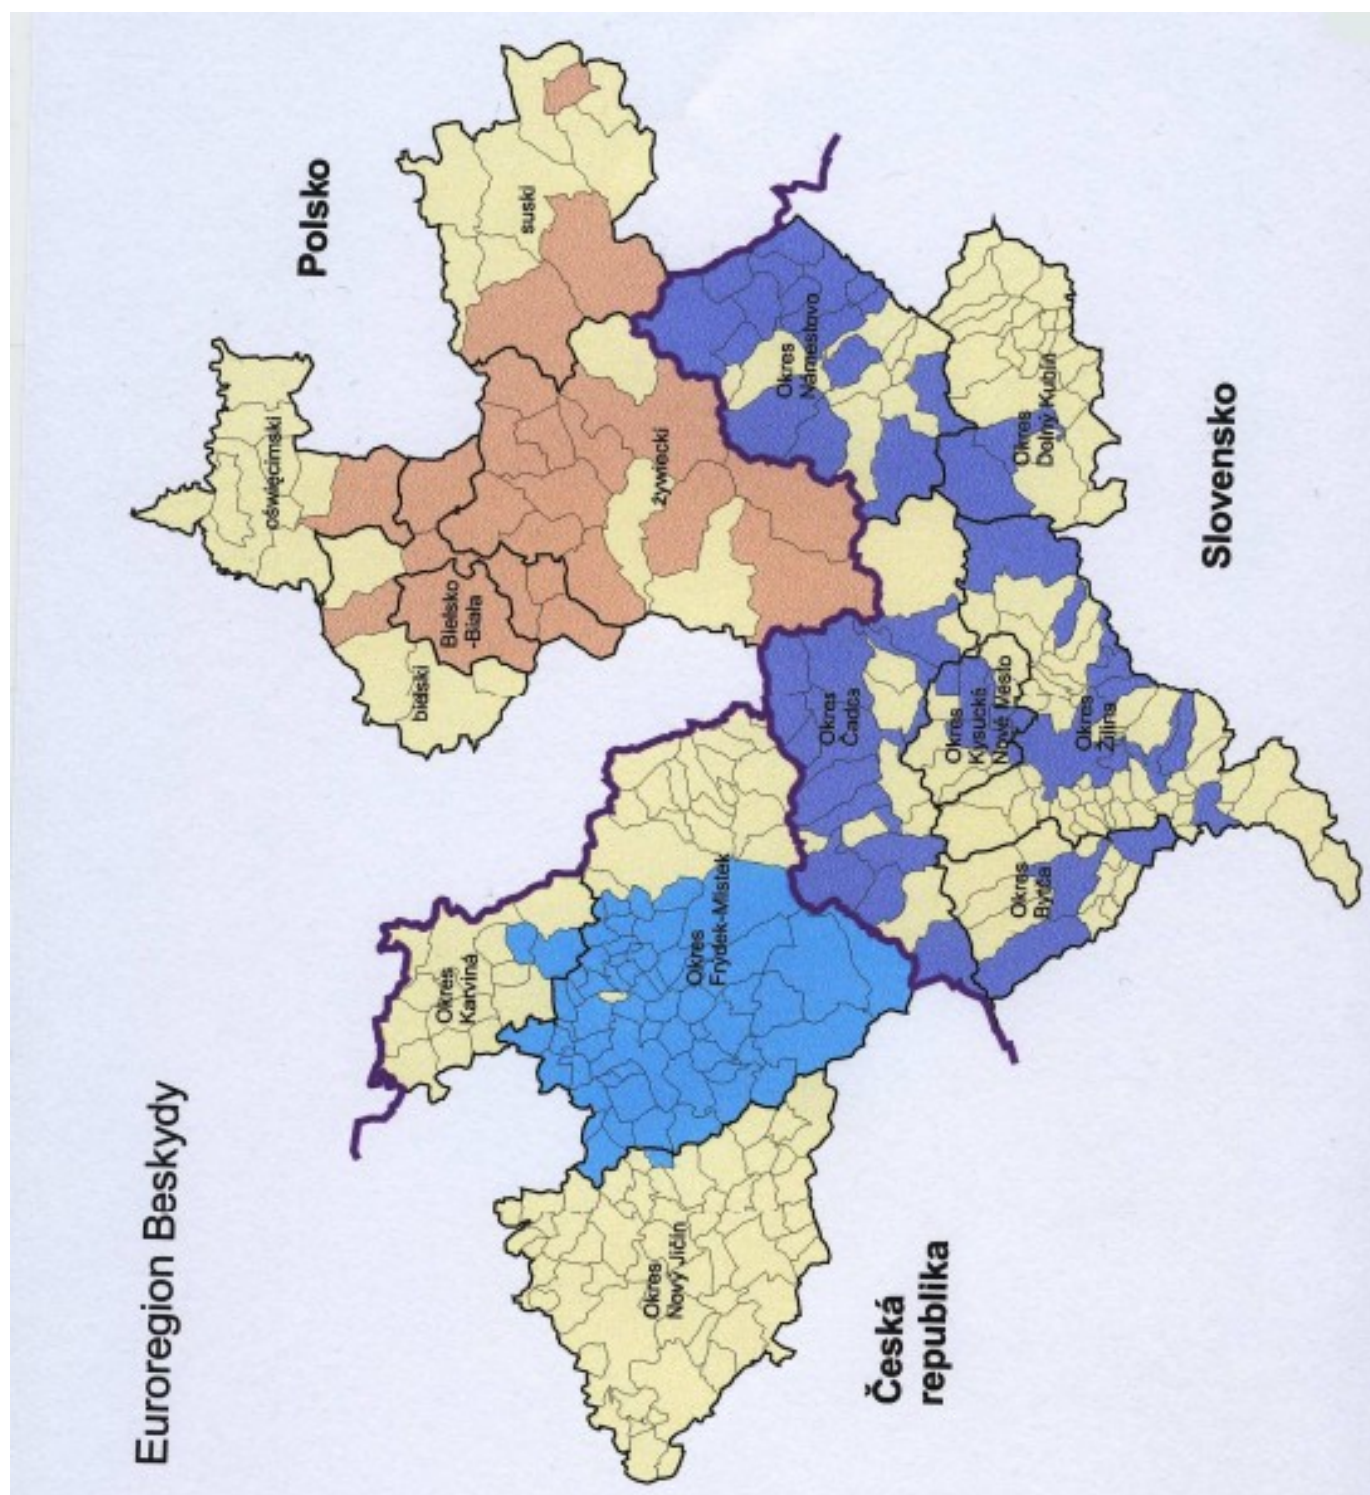 Euroregion Beskydy
Polsko
oświęcimski
bielski
Bielsko
-Biała
suski
żywiecki
Okres
Karviná
Okres
Frýdek-Místek
Okres
Nový Jičín
Česká
republika
Okres
Čadca
Okres
Námestovo
Okres
Kysucké
Nové Mesto
Okres
Dolný Kubín
Okres
Bytča
Okres
Žilina
Slovensko